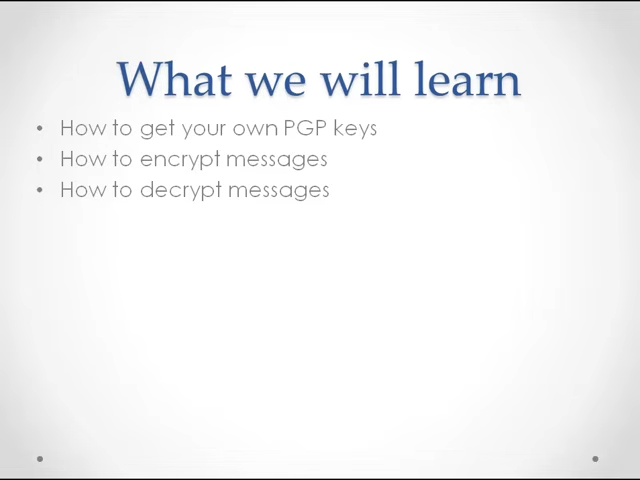 What we will learn
• How to get your own PGP keys
• How to encrypt messages
• How to decrypt messages